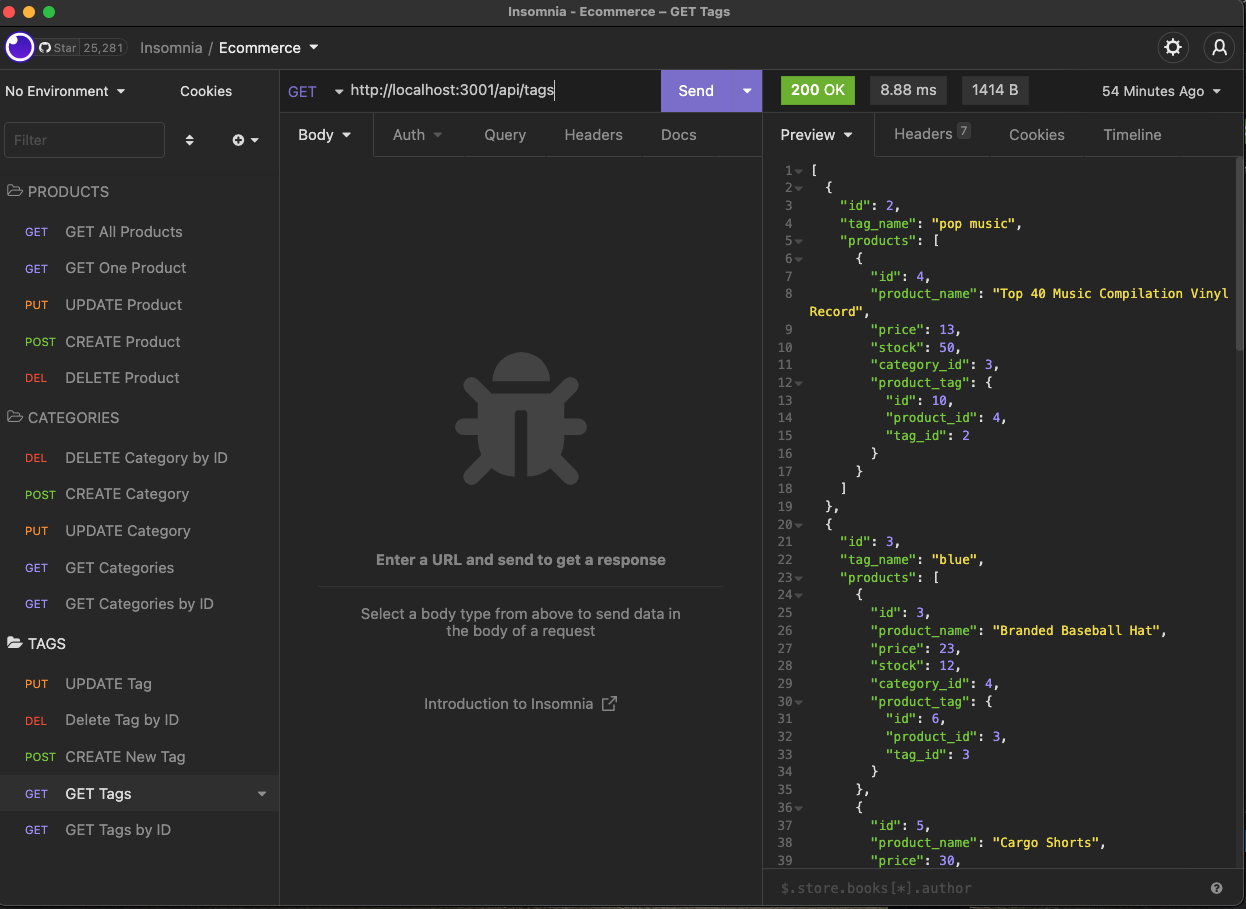 Insomnia - Ecommerce – GET Tags
Star 25,281
Insomnia / Ecommerce
No Environment
Cookies
Filter
PRODUCTS
GET GET All Products
GET GET One Product
PUT UPDATE Product
POST CREATE Product
DEL DELETE Product
CATEGORIES
DEL DELETE Category by ID
POST CREATE Category
PUT UPDATE Category
GET GET Categories
GET GET Categories by ID
TAGS
PUT UPDATE Tag
DEL Delete Tag by ID
POST CREATE New Tag
GET GET Tags
GET GET Tags by ID
GET http://localhost:3001/api/tags Send
Body Auth Query Headers Docs
Enter a URL and send to get a response
Select a body type from above to send data in
the body of a request
Introduction to Insomnia
200 OK 8.88 ms 1414 B 54 Minutes Ago
Preview Headers 7 Cookies Timeline
1 [
2 {
3 "id": 2,
4 "tag_name": "pop music",
5 "products": [
6 {
7 "id": 4,
8 "product_name": "Top 40 Music Compilation Vinyl
Record",
9 "price": 13,
10 "stock": 50,
11 "category_id": 3,
12 "product_tag": {
13 "id": 10,
14 "product_id": 4,
15 "tag_id": 2
16 }
17 }
18 ]
19 },
20 {
21 "id": 3,
22 "tag_name": "blue",
23 "products": [
24 {
25 "id": 3,
26 "product_name": "Branded Baseball Hat",
27 "price": 23,
28 "stock": 12,
29 "category_id": 4,
30 "product_tag": {
31 "id": 6,
32 "product_id": 3,
33 "tag_id": 3
34 }
35 },
36 {
37 "id": 5,
38 "product_name": "Cargo Shorts",
39 "price": 30,
$.store.books[*].author